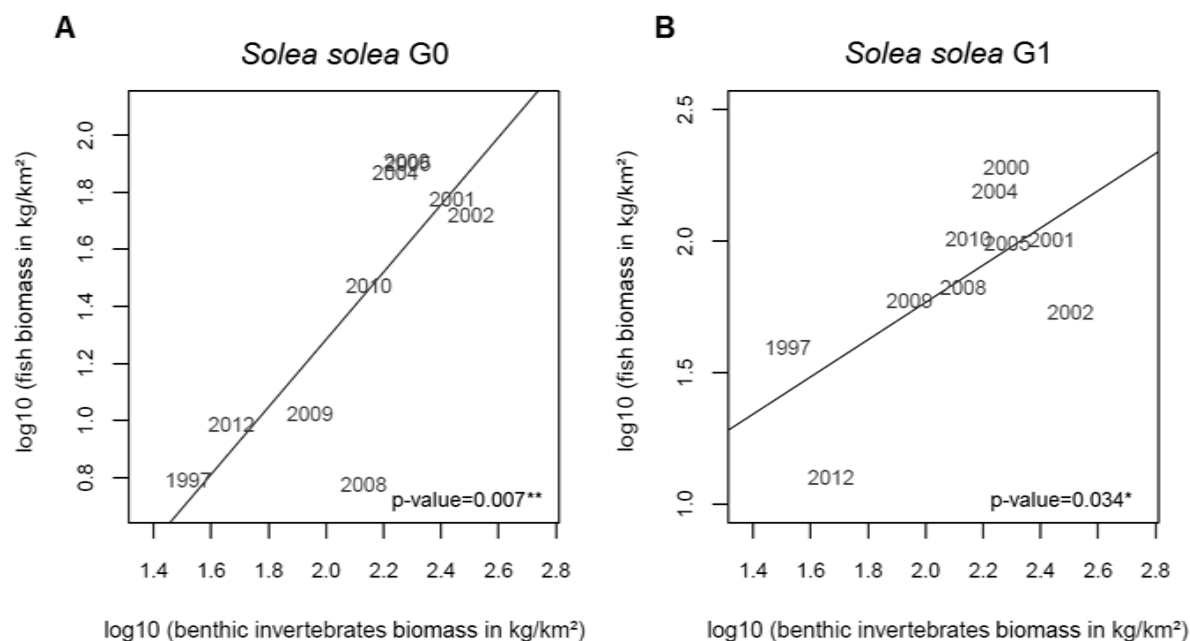 A
Solea solea G0
log10 (fish biomass in kg/km²)
2.0
1.8
1.6
1.4
1.2
1.0
0.8
2000
2004
2001
2002
2010
2012
2009
1997
2008
p-value=0.007**
1.4 1.6 1.8 2.0 2.2 2.4 2.6 2.8
log10 (benthic invertebrates biomass in kg/km²)
B
Solea solea G1
log10 (fish biomass in kg/km²)
2.5
2.0
1.5
1.0
2000
2004
2010 2005 2001
2008
2009
2002
1997
2012
p-value=0.034*
1.4 1.6 1.8 2.0 2.2 2.4 2.6 2.8
log10 (benthic invertebrates biomass in kg/km²)